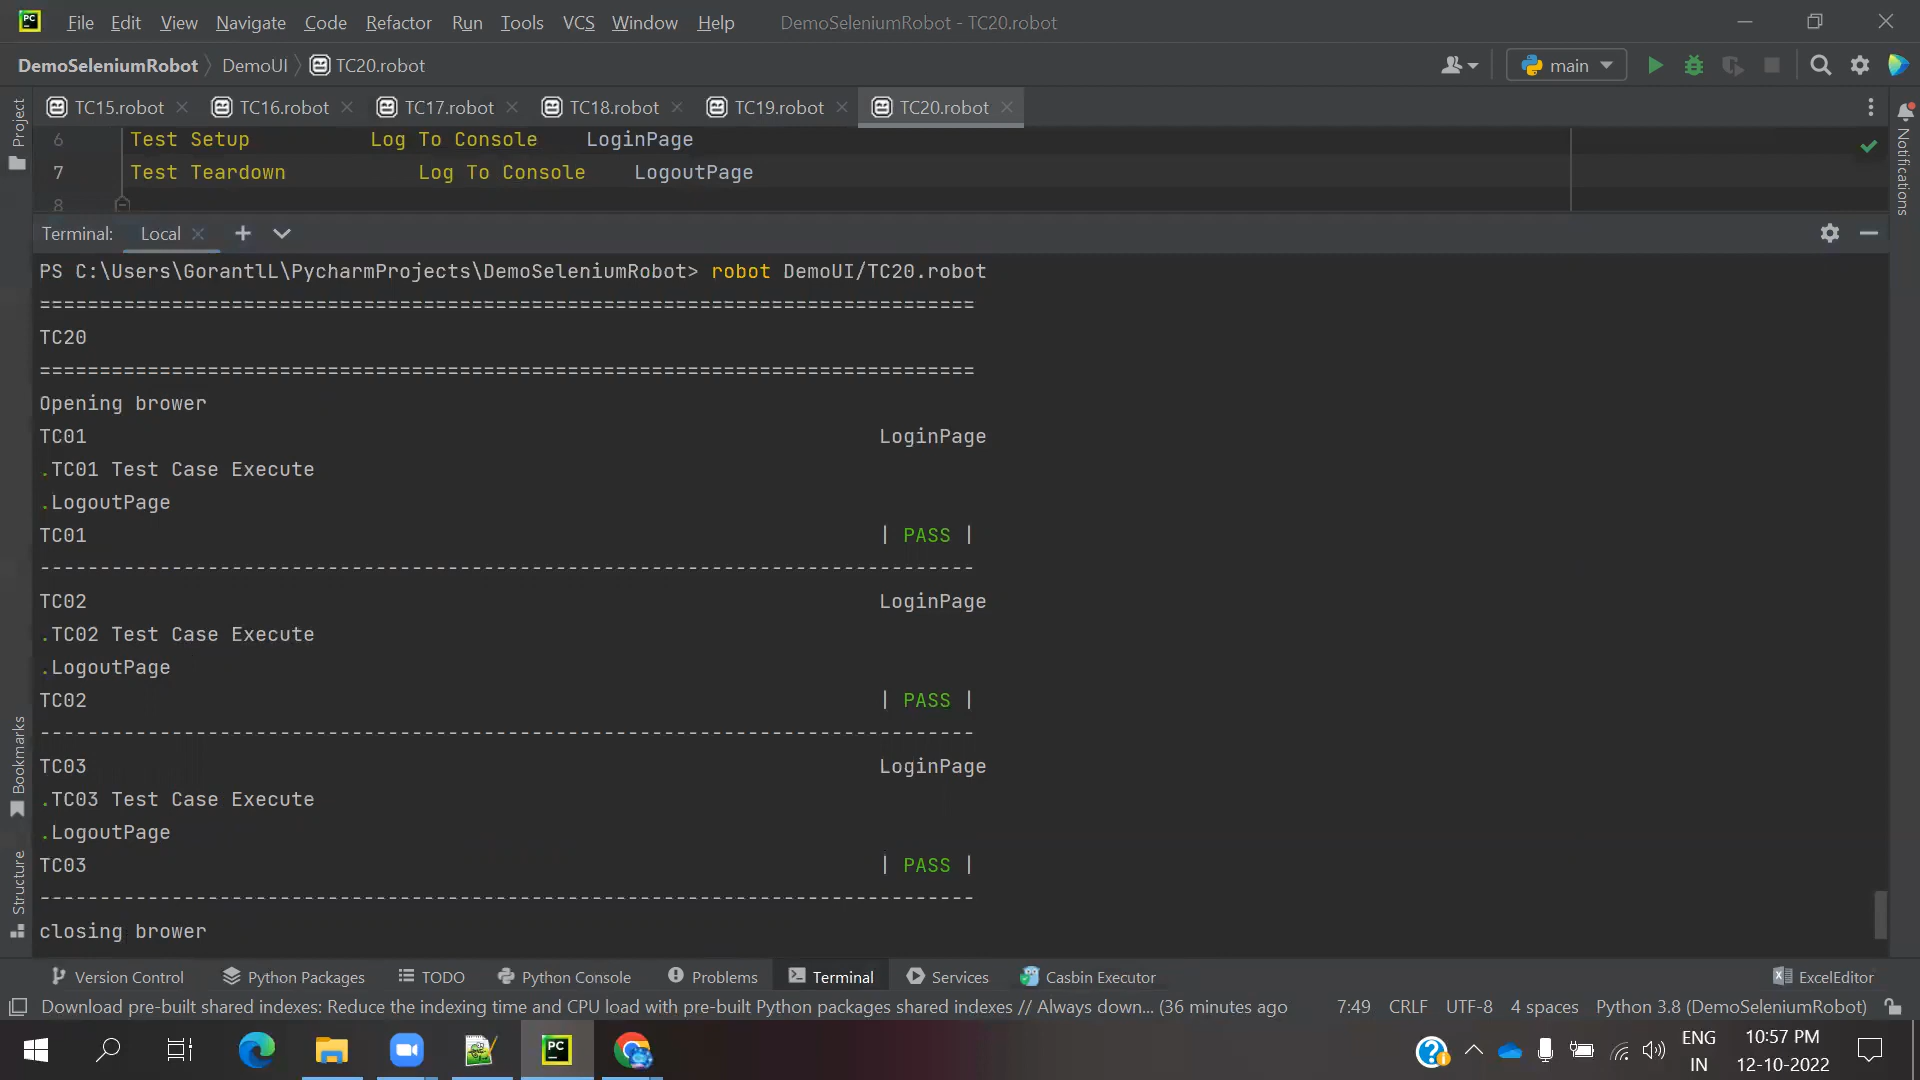 PC File Edit View Navigate Code Refactor Run Tools VCS Window Help DemoSeleniumRobot - TC20.robot
DemoSeleniumRobot DemoUI TC20.robot main
TC15.robot TC16.robot TC17.robot TC18.robot TC19.robot TC20.robot
Project
Notifications
6 Test Setup Log To Console LoginPage
7 Test Teardown Log To Console LogoutPage
8
Terminal: Local
PS C:\Users\GorantlL\PycharmProjects\DemoSeleniumRobot> robot DemoUI/TC20.robot
==============================================================================
TC20
==============================================================================
Opening brower
TC01 LoginPage
.TC01 Test Case Execute
.LogoutPage
TC01 | PASS |
------------------------------------------------------------------------------
TC02 LoginPage
.TC02 Test Case Execute
.LogoutPage
TC02 | PASS |
------------------------------------------------------------------------------
TC03 LoginPage
.TC03 Test Case Execute
.LogoutPage
TC03 | PASS |
------------------------------------------------------------------------------
closing brower
Bookmarks
Structure
Version Control Python Packages TODO Python Console Problems Terminal Services Casbin Executor ExcelEditor
Download pre-built shared indexes: Reduce the indexing time and CPU load with pre-built Python packages shared indexes // Always down... (36 minutes ago 7:49 CRLF UTF-8 4 spaces Python 3.8 (DemoSeleniumRobot)
PC ENG 10:57 PM
IN 12-10-2022